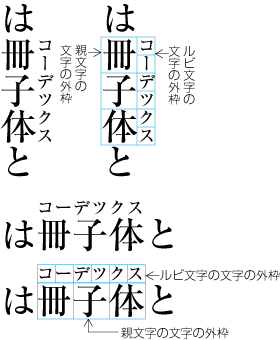 は冊子体と
コーデツクス
親文字の
文字の外枠
は冊子体と
コーデツクス
ルビ文字の
文字の外枠
コーデツクス
は冊子体と
コーデツクス
ルビ文字の文字の外枠
は冊子体と
親文字の文字の外枠